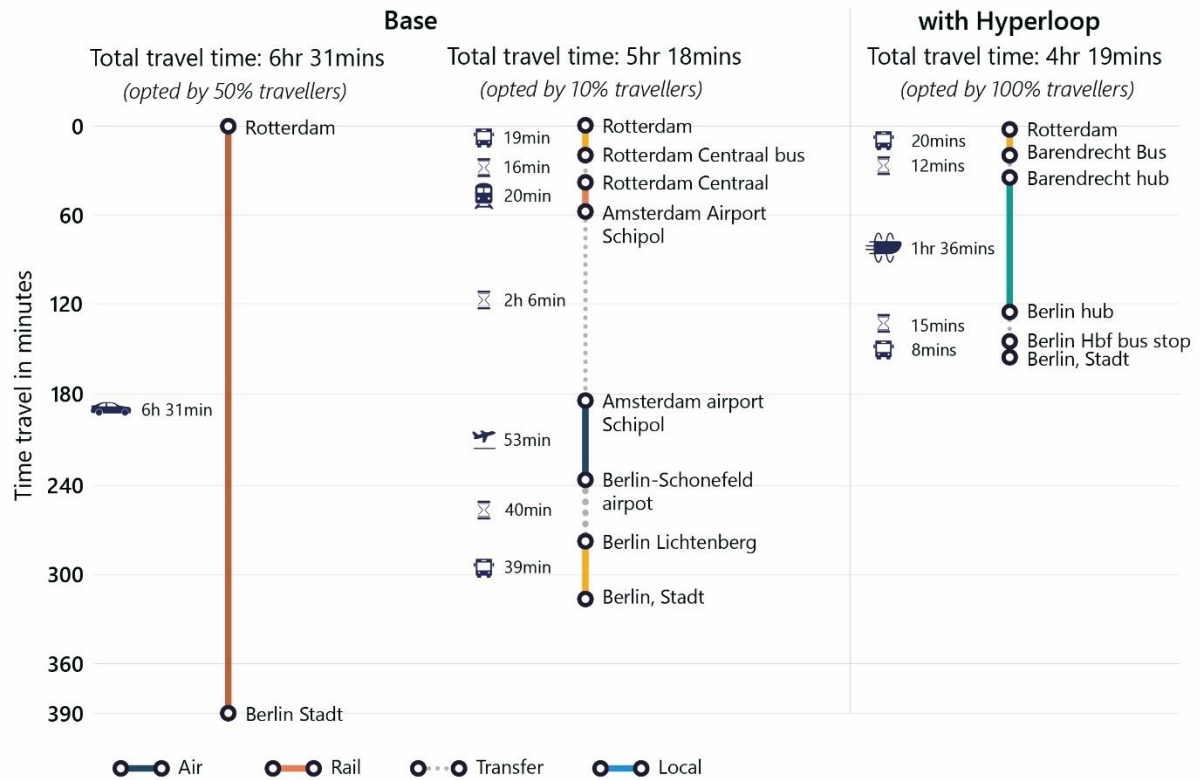 Base
with Hyperloop
Total travel time: 6hr 31mins
Total travel time: 5hr 18mins
Total travel time: 4hr 19mins
(opted by 50% travellers)
(opted by 10% travellers)
(opted by 100% travellers)
Time travel in minutes
0
60
120
180
240
300
360
390
Rotterdam
6h 31min
Berlin Stadt
19min
16min
20min
2h 6min
53min
40min
39min
Rotterdam
Rotterdam Centraal bus
Rotterdam Centraal
Amsterdam Airport
Schipol
Amsterdam airport
Schipol
Berlin-Schonefeld
airpot
Berlin Lichtenberg
Berlin, Stadt
20mins
12mins
1hr 36mins
15mins
8mins
Rotterdam
Barendrecht Bus
Barendrecht hub
Berlin hub
Berlin Hbf bus stop
Berlin, Stadt
Air
Rail
Transfer
Local